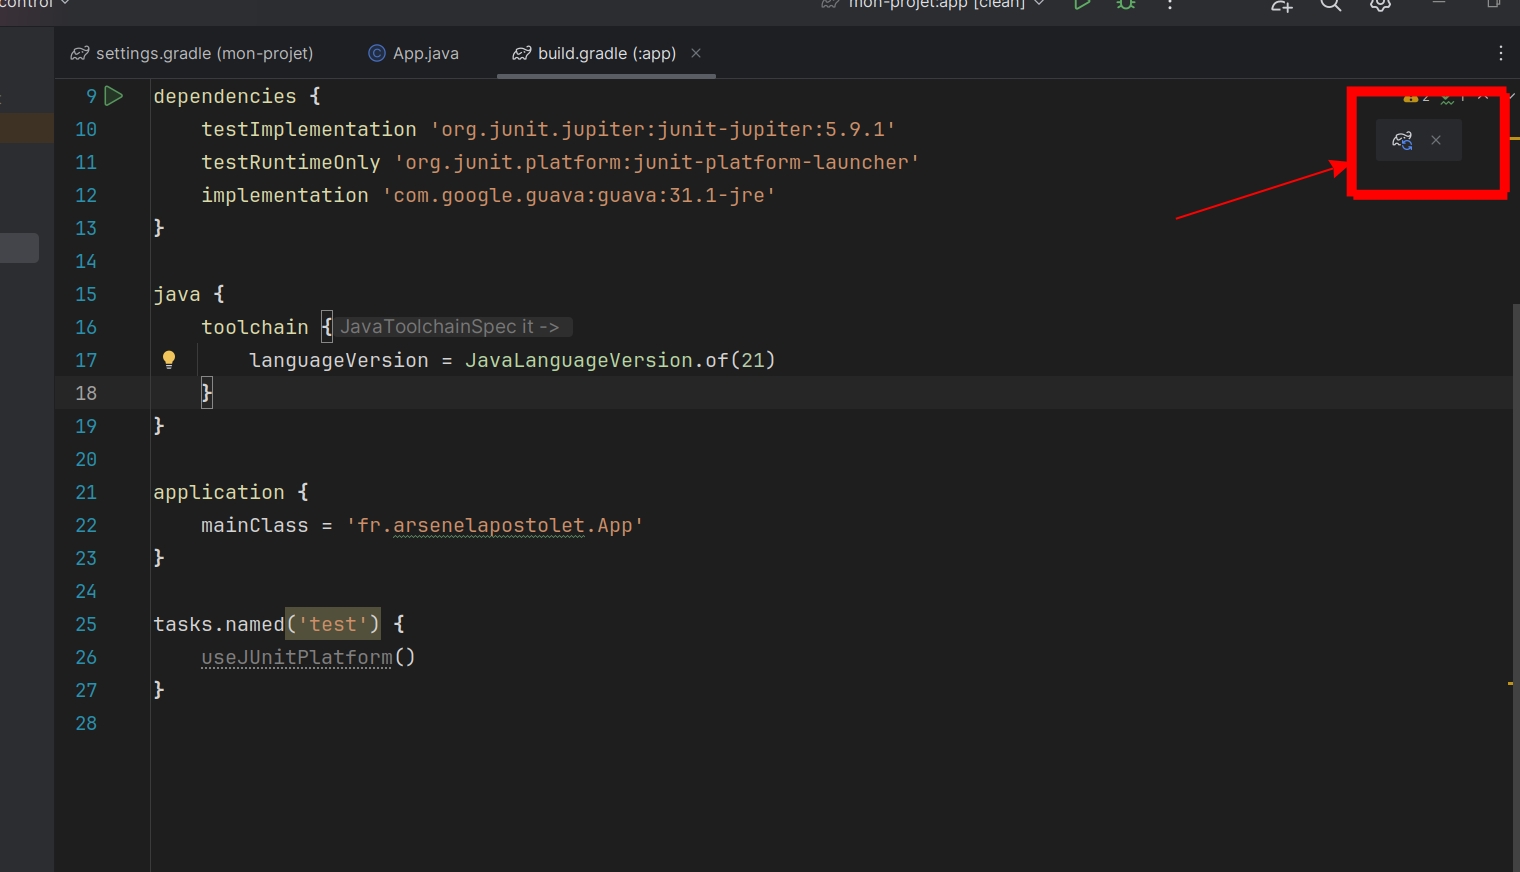 control
mon-projet:app [clean]
settings.gradle (mon-projet)
App.java
build.gradle (:app)
2 1
9 dependencies {
10 testImplementation 'org.junit.jupiter:junit-jupiter:5.9.1'
11 testRuntimeOnly 'org.junit.platform:junit-platform-launcher'
12 implementation 'com.google.guava:guava:31.1-jre'
13 }
14
15 java {
16 toolchain { JavaToolchainSpec it ->
17 languageVersion = JavaLanguageVersion.of(21)
18 }
19 }
20
21 application {
22 mainClass = 'fr.arsenelapostolet.App'
23 }
24
25 tasks.named('test') {
26 useJUnitPlatform()
27 }
28